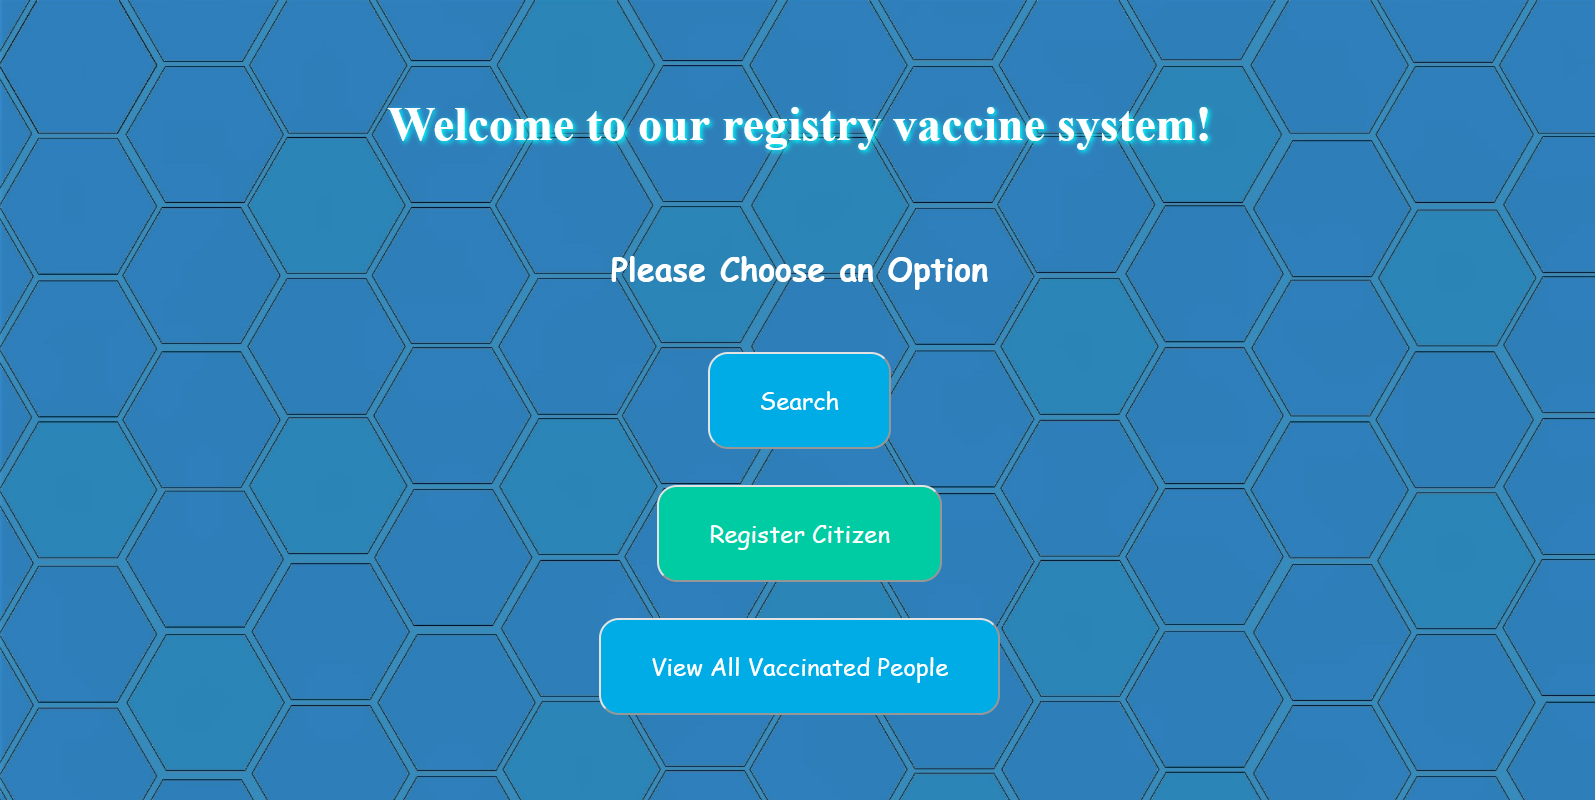 Welcome to our registry vaccine system!
Please Choose an Option
Search
Register Citizen
View All Vaccinated People